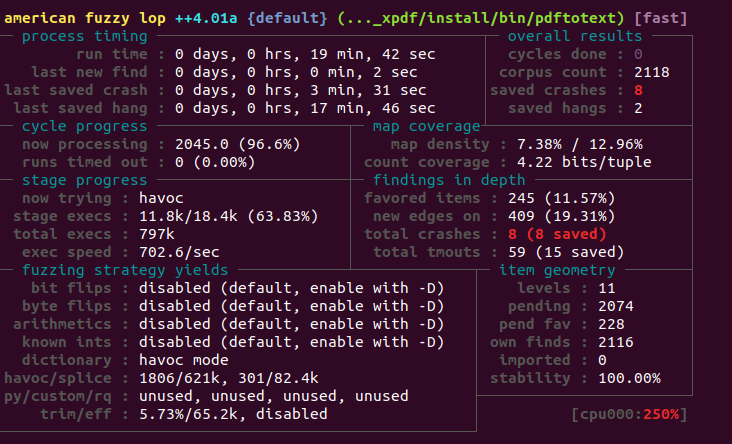 american fuzzy lop ++4.01a {default} (..._xpdf/install/bin/pdftotext) [fast]
process timing overall results
run time : 0 days, 0 hrs, 19 min, 42 sec cycles done : 0
last new find : 0 days, 0 hrs, 0 min, 2 sec corpus count : 2118
last saved crash : 0 days, 0 hrs, 3 min, 31 sec saved crashes : 8
last saved hang : 0 days, 0 hrs, 17 min, 46 sec saved hangs : 2
cycle progress map coverage
now processing : 2045.0 (96.6%) map density : 7.38% / 12.96%
runs timed out : 0 (0.00%) count coverage : 4.22 bits/tuple
stage progress findings in depth
now trying : havoc favored items : 245 (11.57%)
stage execs : 11.8k/18.4k (63.83%) new edges on : 409 (19.31%)
total execs : 797k total crashes : 8 (8 saved)
exec speed : 702.6/sec total tmouts : 59 (15 saved)
fuzzing strategy yields item geometry
bit flips : disabled (default, enable with -D) levels : 11
byte flips : disabled (default, enable with -D) pending : 2074
arithmetics : disabled (default, enable with -D) pend fav : 228
known ints : disabled (default, enable with -D) own finds : 2116
dictionary : havoc mode imported : 0
havoc/splice : 1806/621k, 301/82.4k stability : 100.00%
py/custom/rq : unused, unused, unused, unused
trim/eff : 5.73%/65.2k, disabled [cpu000:250%]